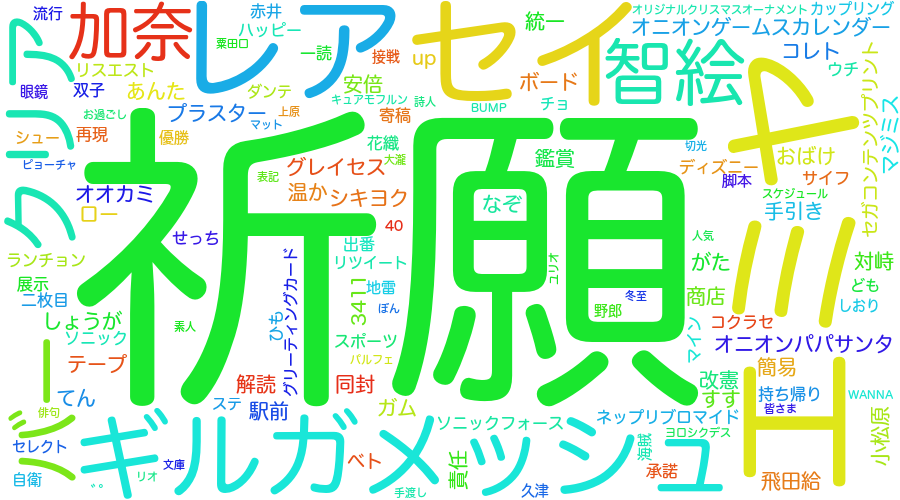 流行
赤井
ハッピー
粟田口
加奈
レア
セイ
統一
オリジナルクリスマスオーナメント
カップリング
オニオンゲームスカレンダー
コレト
ウチ
一読
接戦
up
智絵
ボード
チョ
リスエスト
眼鏡
双子
あんた
ダンテ
安倍
キュアモフルン
詩人
BUMP
クリア
お過ごし
プラスター
上原
マット
寄稿
シュー
再現
優勝
花織
大瀧
切光
ピョーチャ
表記
グレイセス
鑑賞
ディズニー
おばけ
サイフ
キミ
マジミス
セガコンテンツプリント
オオカミ
温か
シキヨク
なぞ
脚本
スケジュール
手引き
ロー
せっち
40
祈願
出番
人気
ランチョン
リツイート
がた
対峙
展示
二枚目
地雷
ユリオ
商店
ども
しおり
グリーティングカード
3411
ぽん
冬至
野郎
しょうが
ひも
素人
コクラセ
マイン
ソニック
スポーツ
オニオンパパサンタ
テープ
パルフェ
簡易
解読
同封
改憲
持ち帰り
バー
てん
ステ
駅前
ガム
すす
WANNA
皆さま
俳句
ネップリブロマイド
H
セレクト
ギルガメッシュ
ソニックフォース
ヨロシクデス
小松原
海賊
ベト
責任
承諾
文庫
自衛
リオ
手渡し
久津
飛田給